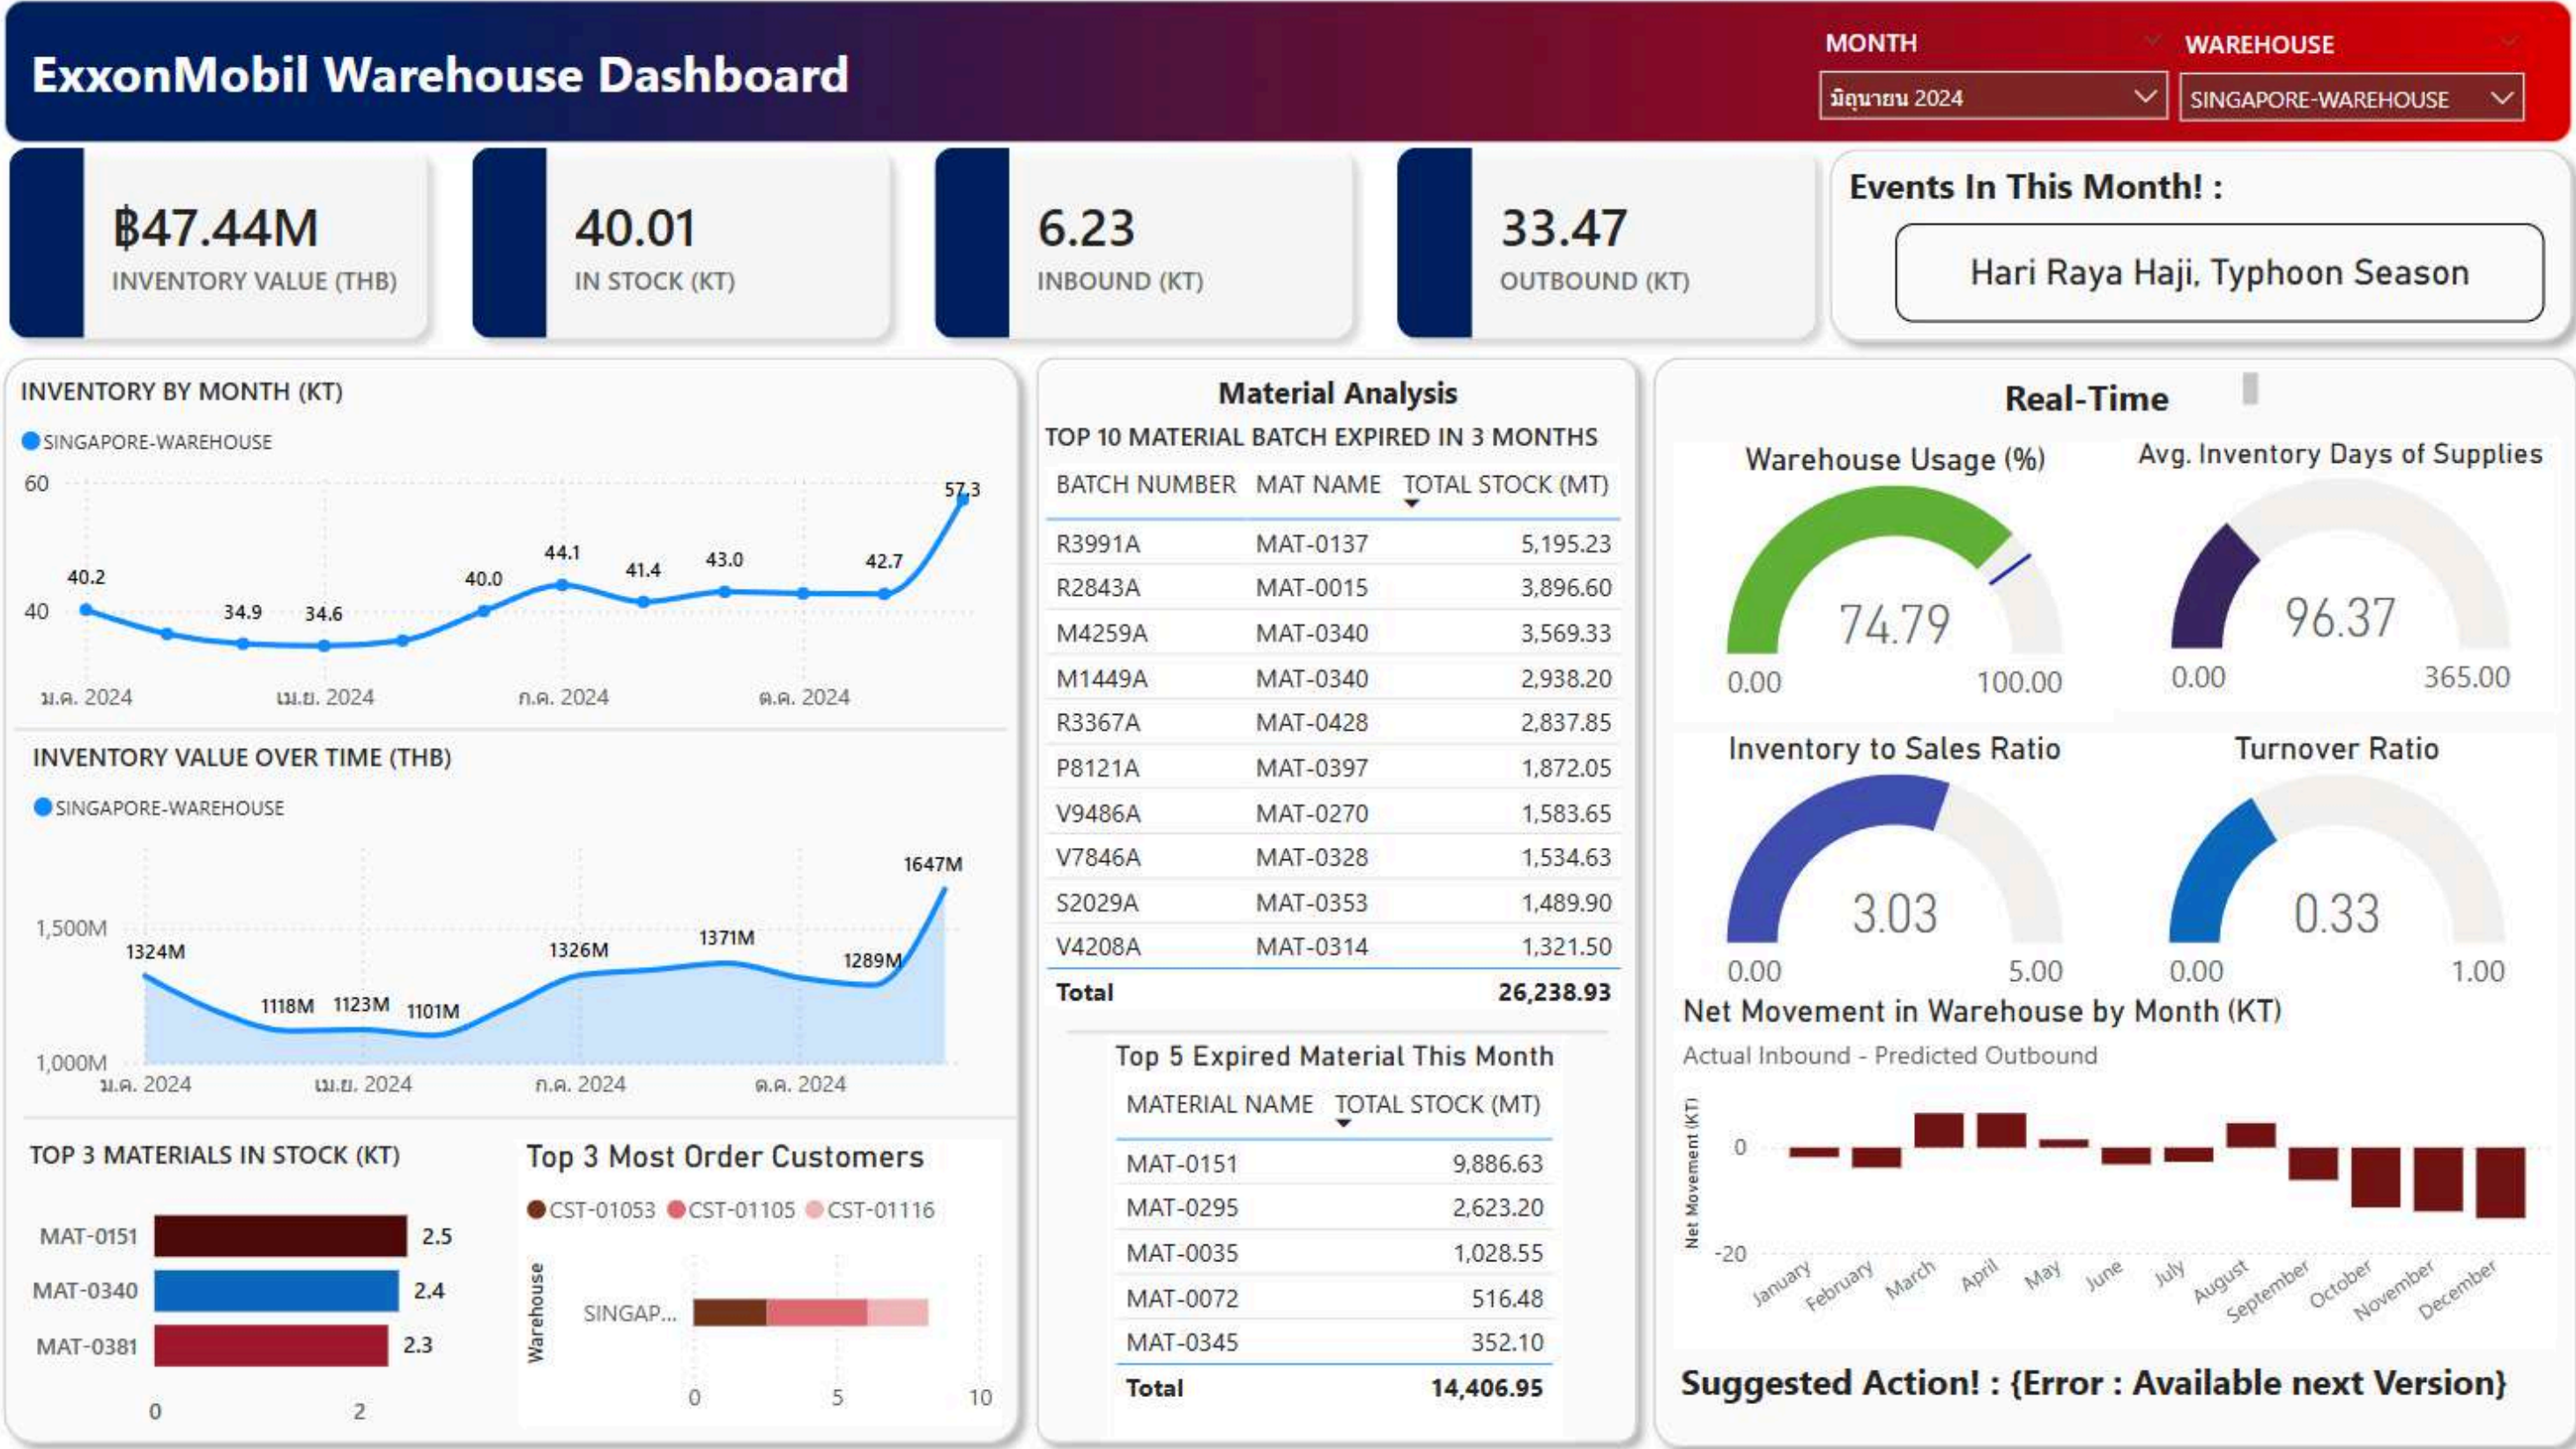 ExxonMobil Warehouse Dashboard
MONTH
มิถุนายน 2024
WAREHOUSE
SINGAPORE-WAREHOUSE
฿47.44M
INVENTORY VALUE (THB)
40.01
IN STOCK (KT)
6.23
INBOUND (KT)
33.47
OUTBOUND (KT)
Events In This Month! :
Hari Raya Haji, Typhoon Season
INVENTORY BY MONTH (KT)
SINGAPORE-WAREHOUSE
60
40
40.2
34.9
34.6
40.0
44.1
41.4
43.0
42.7
57.3
ม.ค. 2024
เม.ย. 2024
ก.ค. 2024
ต.ค. 2024
INVENTORY VALUE OVER TIME (THB)
SINGAPORE-WAREHOUSE
1,500M
1,000M
1324M
1118M
1123M
1101M
1326M
1371M
1289M
1647M
ม.ค. 2024
เม.ย. 2024
ก.ค. 2024
ต.ค. 2024
TOP 3 MATERIALS IN STOCK (KT)
MAT-0151 2.5
MAT-0340 2.4
MAT-0381 2.3
0 2
Top 3 Most Order Customers
CST-01053 CST-01105 CST-01116
Warehouse
SINGAP...
0 5 10
Material Analysis
TOP 10 MATERIAL BATCH EXPIRED IN 3 MONTHS
BATCH NUMBER MAT NAME TOTAL STOCK (MT)
R3991A MAT-0137 5,195.23
R2843A MAT-0015 3,896.60
M4259A MAT-0340 3,569.33
M1449A MAT-0340 2,938.20
R3367A MAT-0428 2,837.85
P8121A MAT-0397 1,872.05
V9486A MAT-0270 1,583.65
V7846A MAT-0328 1,534.63
S2029A MAT-0353 1,489.90
V4208A MAT-0314 1,321.50
Total 26,238.93
Top 5 Expired Material This Month
MATERIAL NAME TOTAL STOCK (MT)
MAT-0151 9,886.63
MAT-0295 2,623.20
MAT-0035 1,028.55
MAT-0072 516.48
MAT-0345 352.10
Total 14,406.95
Real-Time
Warehouse Usage (%)
74.79
0.00 100.00
Avg. Inventory Days of Supplies
96.37
0.00 365.00
Inventory to Sales Ratio
3.03
0.00 5.00
Turnover Ratio
0.33
0.00 1.00
Net Movement in Warehouse by Month (KT)
Actual Inbound - Predicted Outbound
Net Movement (KT)
0
-20
January
February
March
April
May
June
July
August
September
October
November
December
Suggested Action! : {Error : Available next Version}